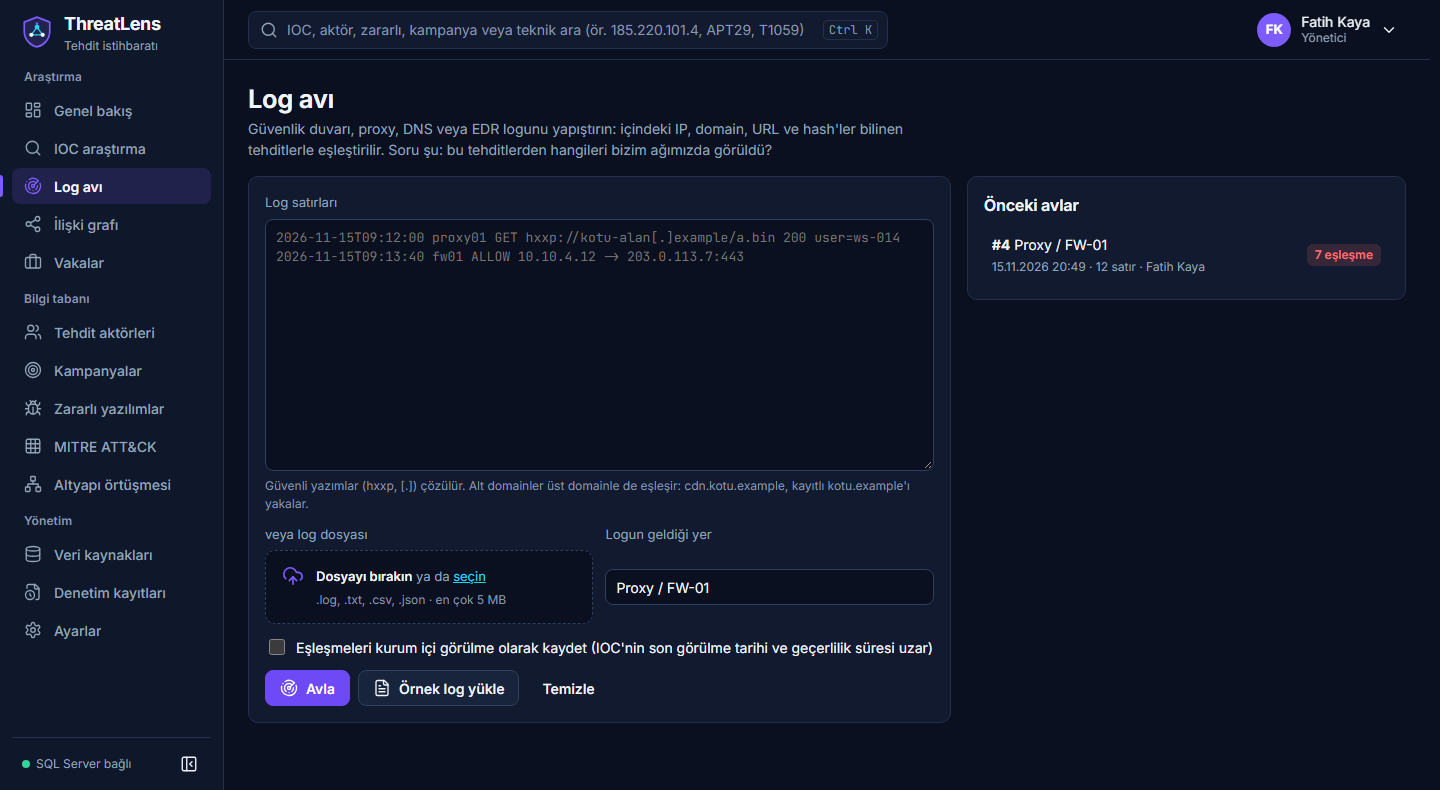 ThreatLens
Tehdit istihbaratı
Araştırma
Genel bakış
IOC araştırma
Log avı
İlişki grafı
Vakalar
Bilgi tabanı
Tehdit aktörleri
Kampanyalar
Zararlı yazılımlar
MITRE ATT&CK
Altyapı örtüşmesi
Yönetim
Veri kaynakları
Denetim kayıtları
Ayarlar
SQL Server bağlı
IOC, aktör, zararlı, kampanya veya teknik ara (ör. 185.220.101.4, APT29, T1059)
Ctrl K
FK
Fatih Kaya
Yönetici
Log avı
Güvenlik duvarı, proxy, DNS veya EDR logunu yapıştırın: içindeki IP, domain, URL ve hash'ler bilinen
tehditlerle eşleştirilir. Soru şu: bu tehditlerden hangileri bizim ağımızda görüldü?
Log satırları
2026-11-15T09:12:00 proxy01 GET hxxp://kotu-alan[.]example/a.bin 200 user=ws-014
2026-11-15T09:13:40 fw01 ALLOW 10.10.4.12 -> 203.0.113.7:443
Güvenli yazımlar (hxxp, [.]) çözülür. Alt domainler üst domainle de eşleşir: cdn.kotu.example, kayıtlı kotu.example'ı
yakalar.
veya log dosyası
Dosyayı bırakın ya da seçin
.log, .txt, .csv, .json · en çok 5 MB
Logun geldiği yer
Proxy / FW-01
Eşleşmeleri kurum içi görülme olarak kaydet (IOC'nin son görülme tarihi ve geçerlilik süresi uzar)
Avla
Örnek log yükle
Temizle
Önceki avlar
#4 Proxy / FW-01
15.11.2026 20:49 · 12 satır · Fatih Kaya
7 eşleşme